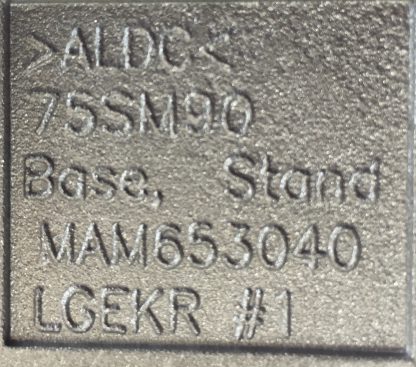 >ALDC<
75SM90
Base, Stand
MAM653040
LGEKR #1